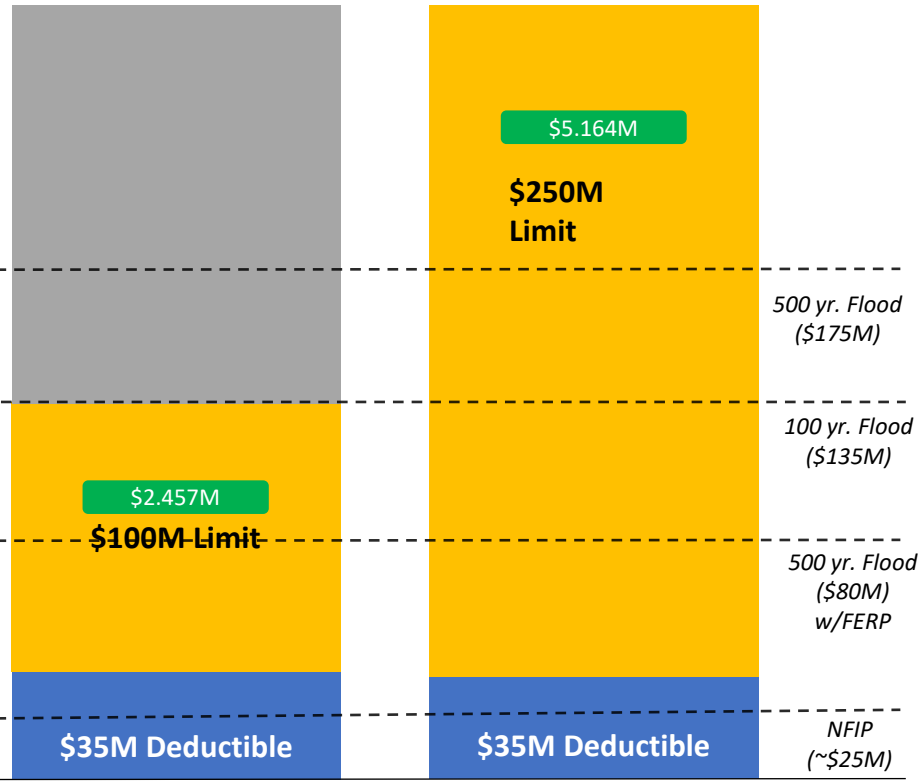 $5.164M
$250M
Limit
500 yr. Flood
($175M)
100 yr. Flood
($135M)
$2.457M
$100M Limit
500 yr. Flood
($80M)
w/FERP
$35M Deductible
$35M Deductible
NFIP
(~$25M)